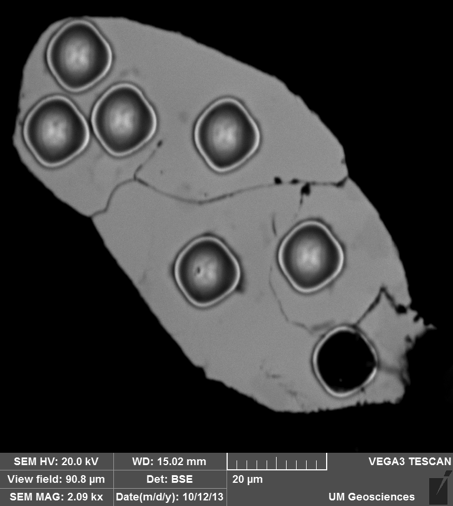 SEM HV: 20.0 kV WD: 15.02 mm VEGA3 TESCAN
View field: 90.8 µm Det: BSE 20 µm
SEM MAG: 2.09 kx Date(m/d/y): 10/12/13 UM Geosciences